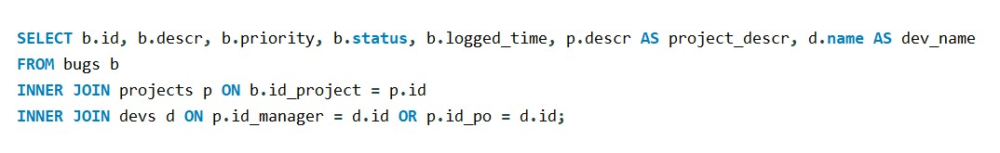 SELECT b.id, b.descr, b.priority, b.status, b.logged_time, p.descr AS project_descr, d.name AS dev_name
FROM bugs b
INNER JOIN projects p ON b.id_project = p.id
INNER JOIN devs d ON p.id_manager = d.id OR p.id_po = d.id;